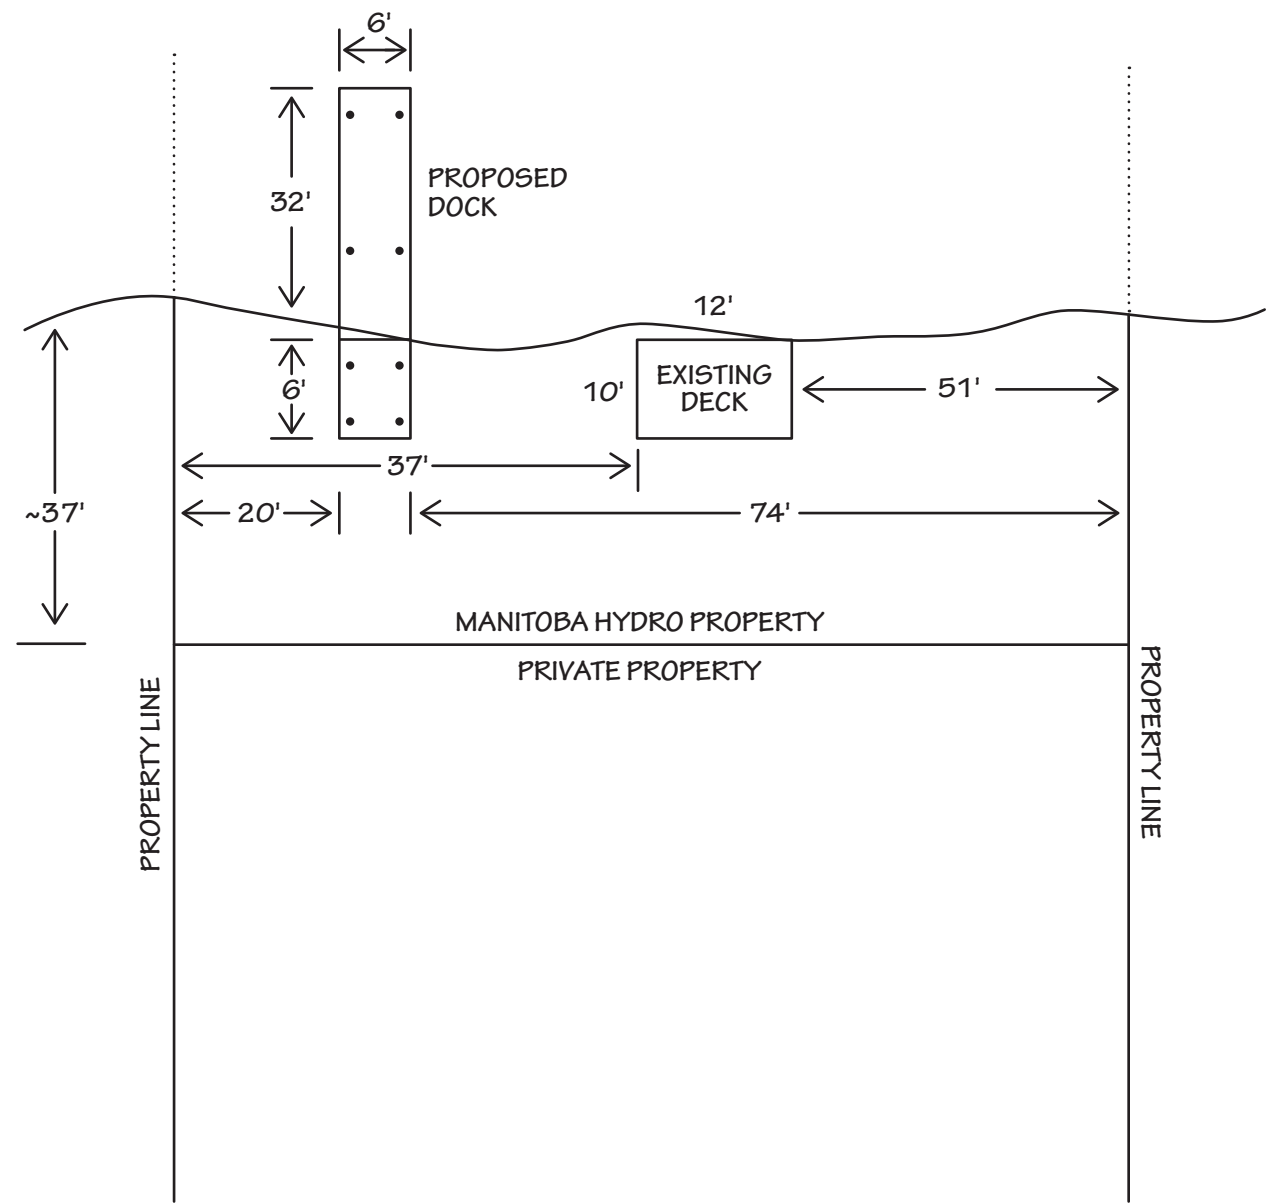 6'
32'
PROPOSED
DOCK
12'
6'
10'
EXISTING
DECK
51'
37'
~37'
20'
74'
MANITOBA HYDRO PROPERTY
PRIVATE PROPERTY
PROPERTY LINE
PROPERTY LINE